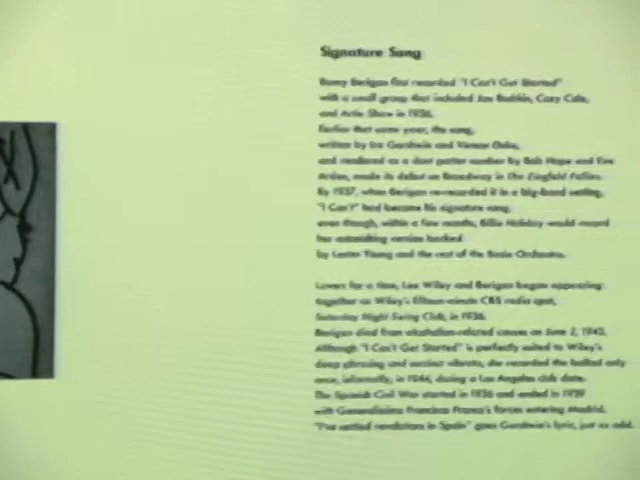 Signature Song
Bunny Berigan first recorded "I Can't Get Started"
with a small group that included Joe Bushkin, Cozy Cole,
and Artie Shaw in 1936.
Earlier that same year, the song,
written by Ira Gershwin and Vernon Duke,
and rendered as a duet patter number by Bob Hope and Eve
Arden, made its debut on Broadway in The Ziegfeld Follies.
By 1937, when Berigan re-recorded it in a big-band setting,
"I Can't" had become his signature song,
even though, within a few months, Billie Holiday would record
her astonishing version backed
by Lester Young and the rest of the Basie Orchestra.
Lovers for a time, Lee Wiley and Berigan began appearing
together on Wiley's fifteen-minute CBS radio spot,
Saturday Night Swing Club, in 1936.
Berigan died from alcoholism-related causes on June 2, 1942.
Although "I Can't Get Started" is perfectly suited to Wiley's
deep phrasing and succinct vibrato, she recorded the ballad only
once, informally, in 1944, during a Los Angeles club date.
The Spanish Civil War started in 1936 and ended in 1939
with Generalissimo Francisco Franco's forces entering Madrid.
"I've settled revolutions in Spain" goes Gershwin's lyric, just as odd.